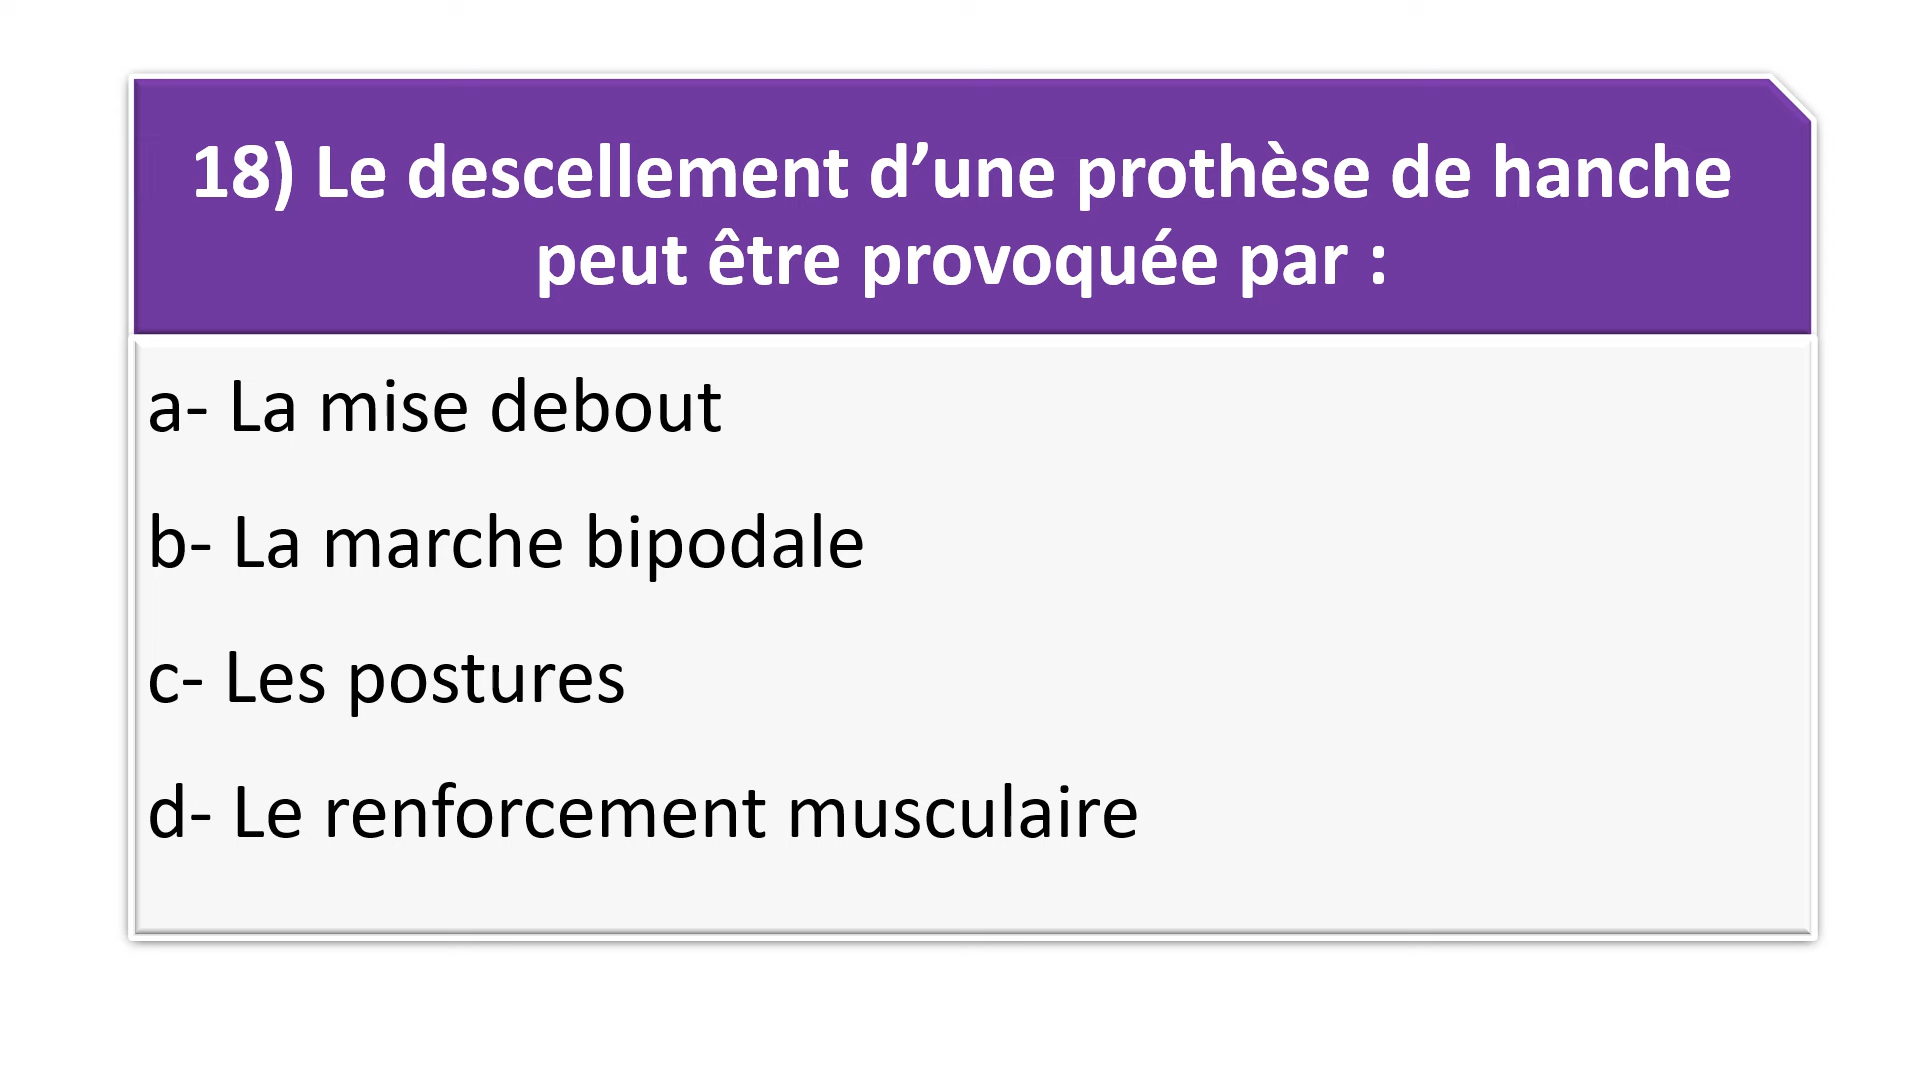 18) Le descellement d’une prothèse de hanche
peut être provoquée par :
a- La mise debout
b- La marche bipodale
c- Les postures
d- Le renforcement musculaire